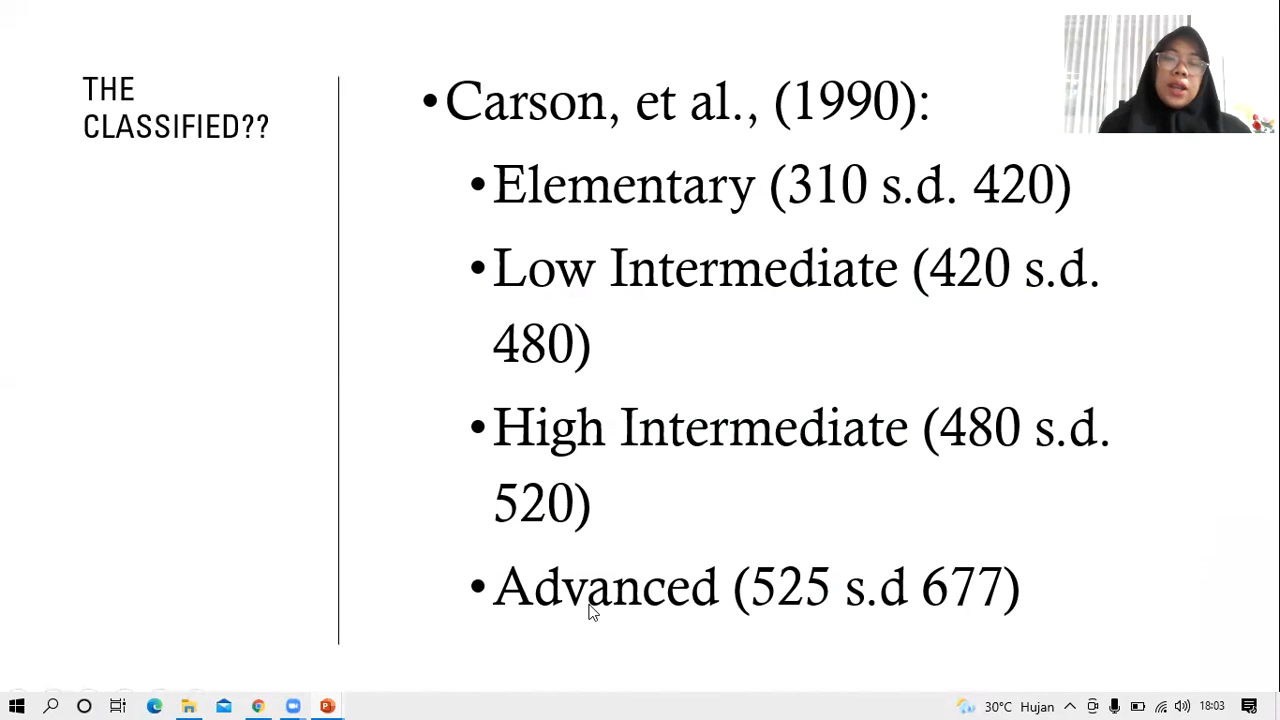 THE
CLASSIFIED??
•Carson, et al., (1990):
•Elementary (310 s.d. 420)
•Low Intermediate (420 s.d.
480)
•High Intermediate (480 s.d.
520)
•Advanced (525 s.d 677)
30°C Hujan
18:03